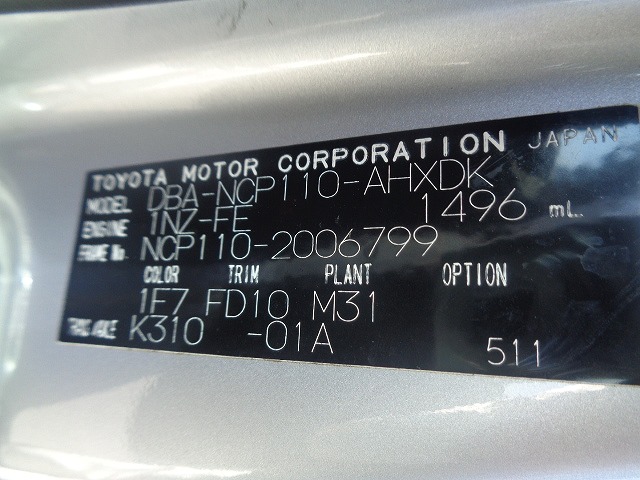 TOYOTA MOTOR CORPORATION JAPAN
MODEL DBA-NCP110-AHXDK
ENGINE 1NZ-FE 1496 mL
FRAME No. NCP110-2006799
COLOR TRIM PLANT OPTION
1F7 FD10 M31
TRANS/AXLE K310 -01A 511